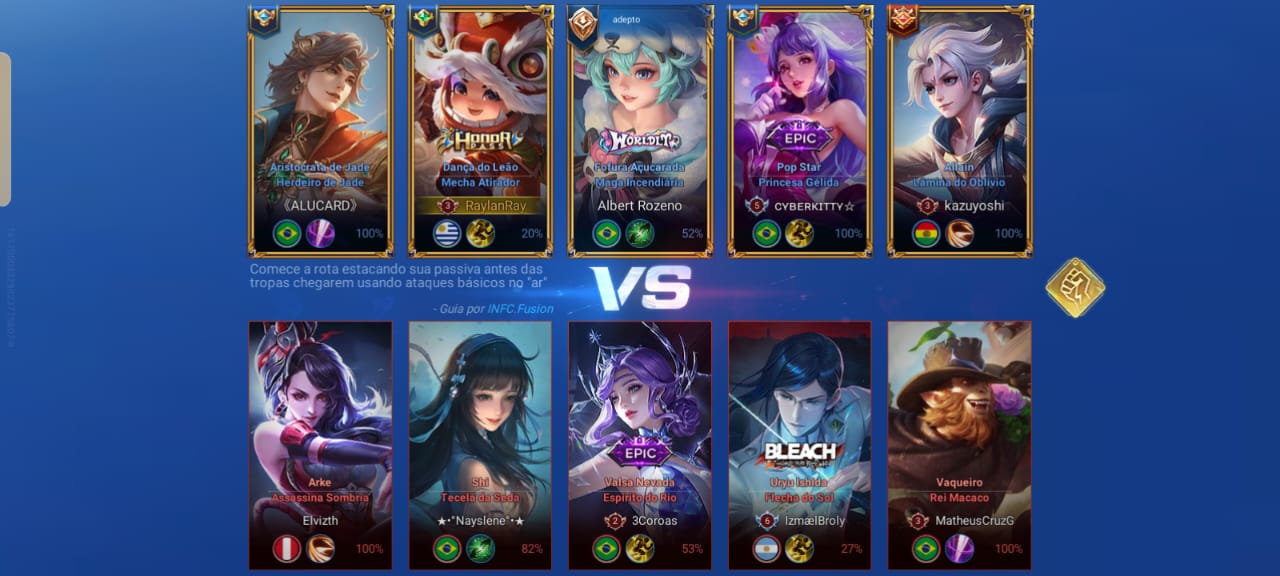 adepto
HONOR
PASS
WORLDLY
EPIC
Aristocrata de Jade
Herdeiro de Jade
Dança do Leão
Mecha Atirador
Fofura Açucarada
Maga Incendiária
Pop Star
Princesa Gélida
Allain
Lâmina do Oblívio
《ALUCARD》
3 RaylanRay
Albert Rozeno
5 CYBERKITTY☆
3 kazuyoshi
100%
20%
52%
100%
100%
Comece a rota estacando sua passiva antes das
tropas chegarem usando ataques básicos no "ar"
- Guia por INFC.Fusion
VS
EPIC
BLEACH
Arke
Assassina Sombria
Shi
Tecelã da Seda
Valsa Nevada
Espírito do Rio
Uryu Ishida
Flecha do Sol
Vaqueiro
Rei Macaco
Elvizth
★•"Nayslene"•★
2 3Coroas
6 IzmælBroly
3 MatheusCruzG
100%
82%
53%
27%
100%